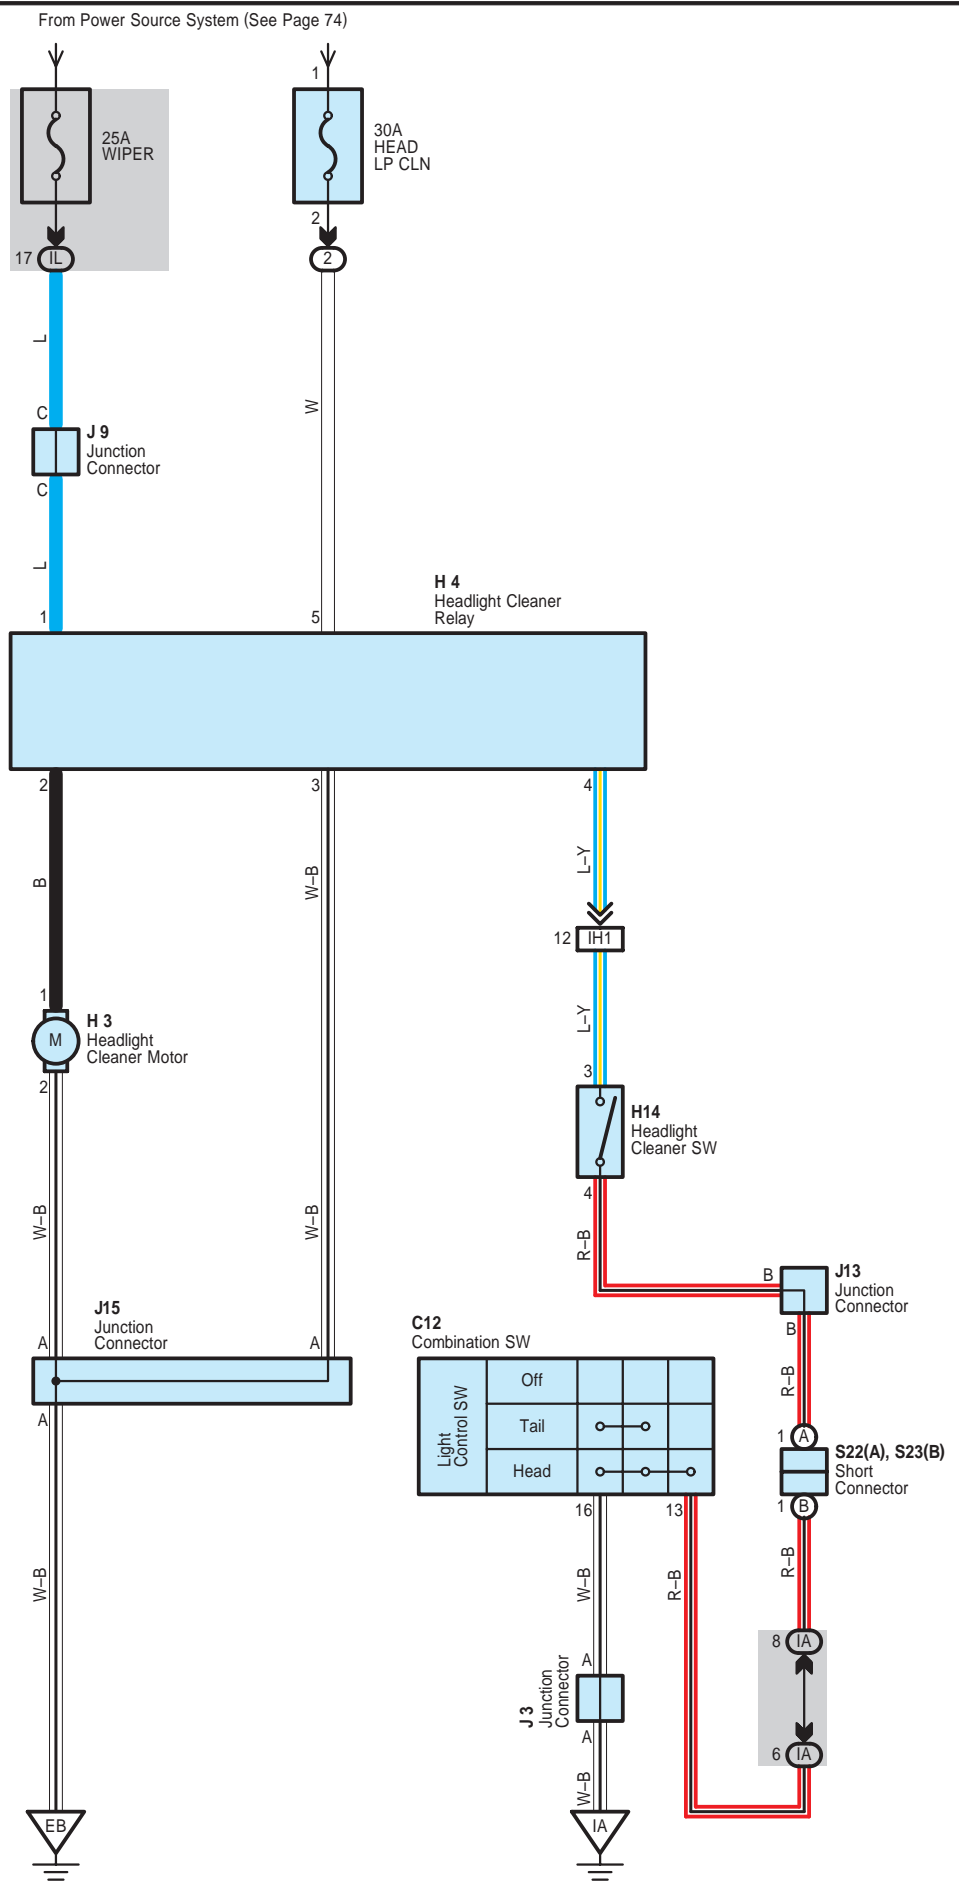 From Power Source System (See Page 74)
1
25A
WIPER
30A
HEAD
LP CLN
2
17 IL
2
L
W
C
J 9
Junction
Connector
C
L
H 4
Headlight Cleaner
Relay
1
5
2
3
4
B
W–B
L–Y
12 IH1
1
L–Y
H 3
Headlight
Cleaner Motor
M
3
2
H14
Headlight
Cleaner SW
4
W–B
W–B
R–B
B
J13
Junction
Connector
J15
Junction
Connector
A
A
C12
Combination SW
B
R–B
Light
Control SW
Off
Tail
Head
A
1 A
S22(A), S23(B)
Short
Connector
1 B
16
13
W–B
W–B
R–B
R–B
8 IA
A
J 3
Junction
Connector
A
6 IA
W–B
EB
IA